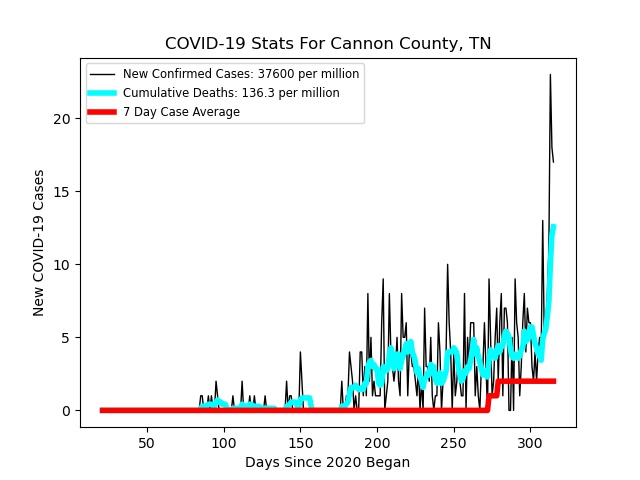 COVID-19 Stats For Cannon County, TN
New Confirmed Cases: 37600 per million
Cumulative Deaths: 136.3 per million
7 Day Case Average
New COVID-19 Cases
20
15
10
5
0
50 100 150 200 250 300
Days Since 2020 Began